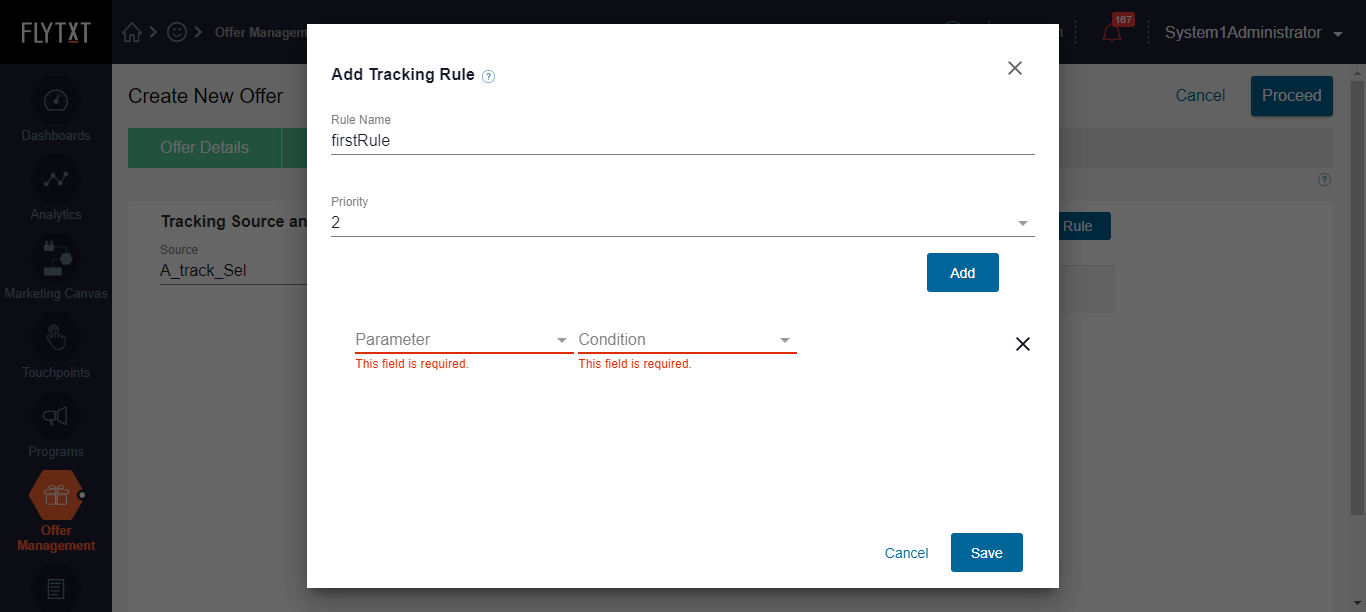 FLYTXT
Offer Managem
167
System1Administrator
Dashboards
Analytics
Marketing Canvas
Touchpoints
Programs
Offer
Management
Create New Offer
Cancel
Proceed
Offer Details
?
Tracking Source an
Rule
Source
A_track_Sel
Add Tracking Rule ?
Rule Name
firstRule
Priority
2
Add
Parameter
Condition
This field is required.
This field is required.
Cancel
Save